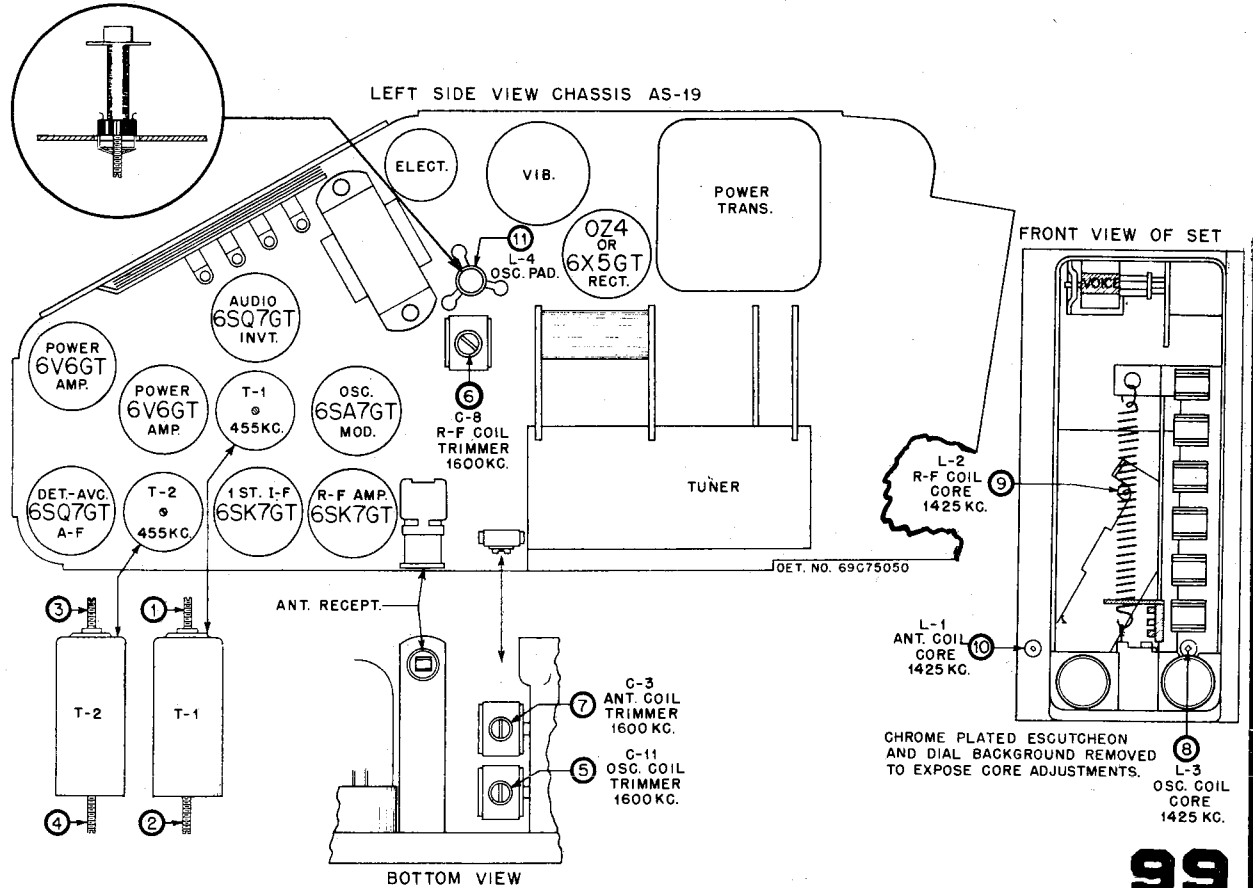 LEFT SIDE VIEW CHASSIS AS-19
ELECT.
VIB.
POWER
TRANS.
OZ4
OR
6X5GT
RECT.
11
L-4
OSC. PAD.
FRONT VIEW OF SET
VOICE
AUDIO
6SQ7GT
INVT.
POWER
6V6GT
AMP.
POWER
6V6GT
AMP.
T-1
455KC.
OSC.
6SA7GT
MOD.
6
C-8
R-F COIL
TRIMMER
1600KC.
DET.-AVC.
6SQ7GT
A-F
T-2
455KC.
1 ST. I-F
6SK7GT
R-F AMP.
6SK7GT
TUNER
L-2
R-F COIL
CORE
1425 KC.
9
DET. NO. 69C75050
3
1
ANT. RECEPT.
L-1
ANT. COIL
CORE
1425 KC.
10
T-2
T-1
C-3
ANT. COIL
TRIMMER
1600 KC.
7
C-11
OSC. COIL
TRIMMER
1600KC.
5
CHROME PLATED ESCUTCHEON
AND DIAL BACKGROUND REMOVED
TO EXPOSE CORE ADJUSTMENTS.
8
L-3
OSC. COIL
CORE
1425 KC.
4
2
BOTTOM VIEW
99